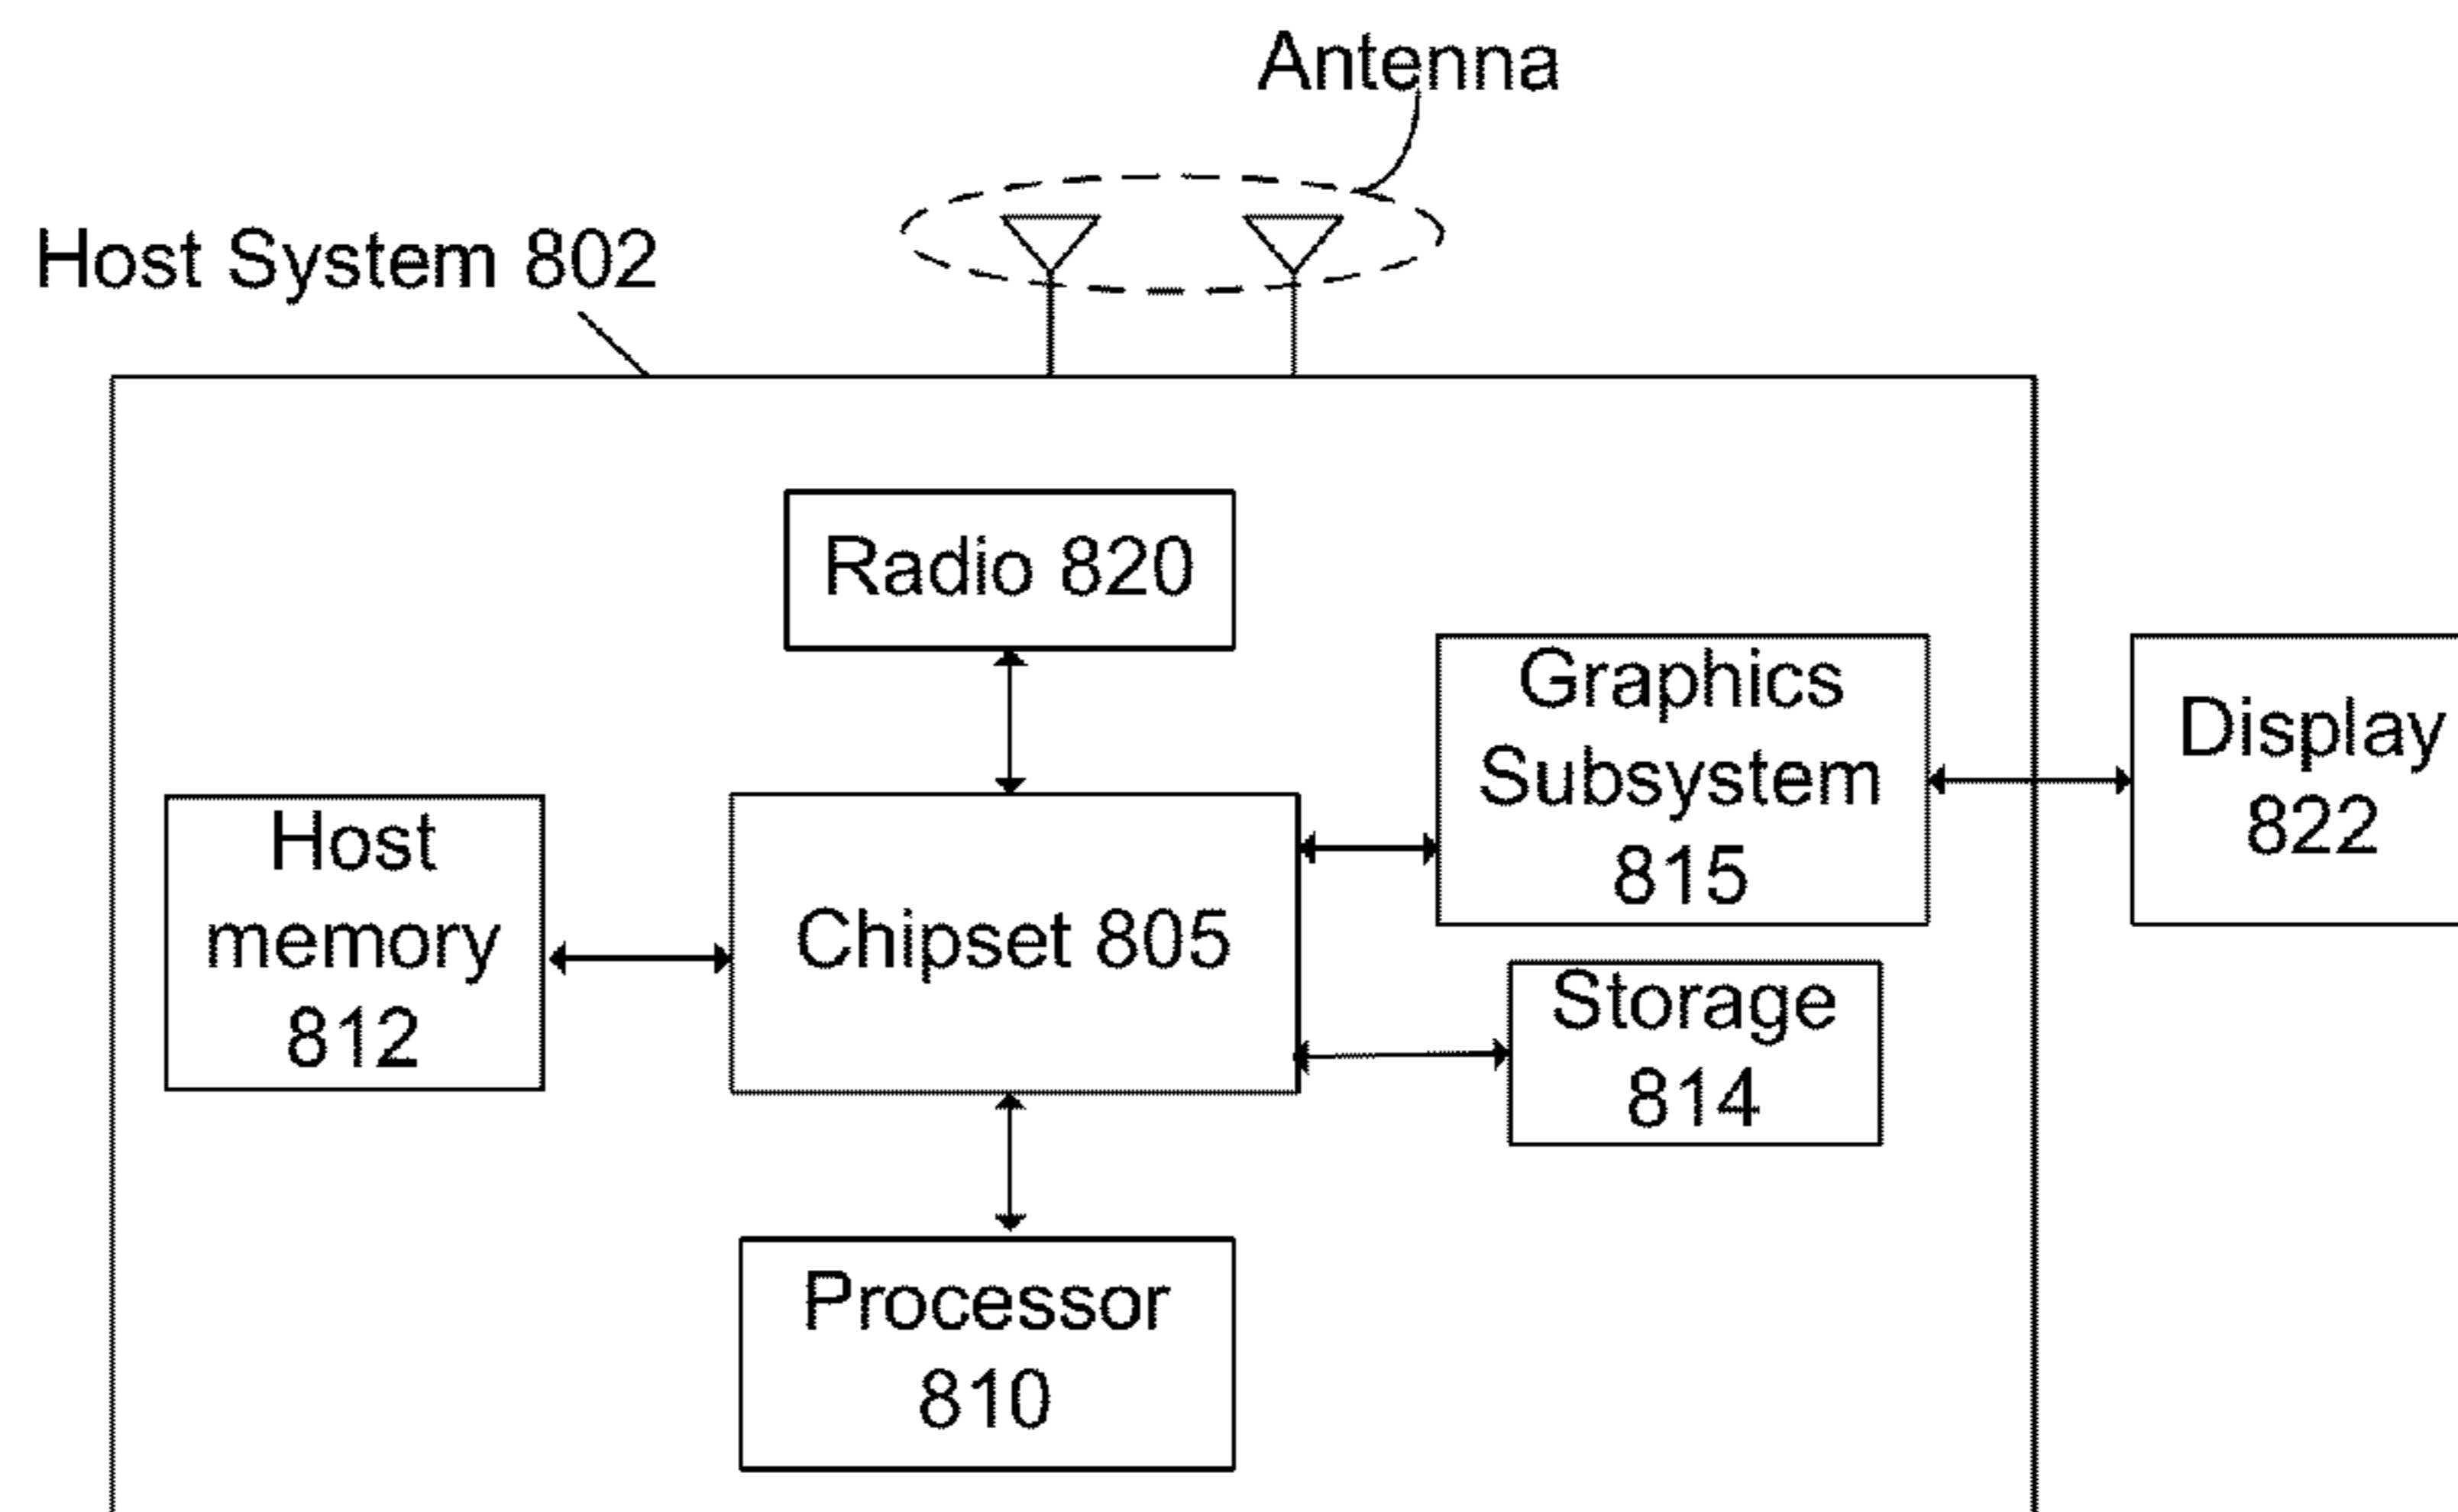 Antenna
Host System 802
Radio 820
Graphics
Subsystem
815
Display
822
Host
memory
812
Chipset 805
Storage
814
Processor
810